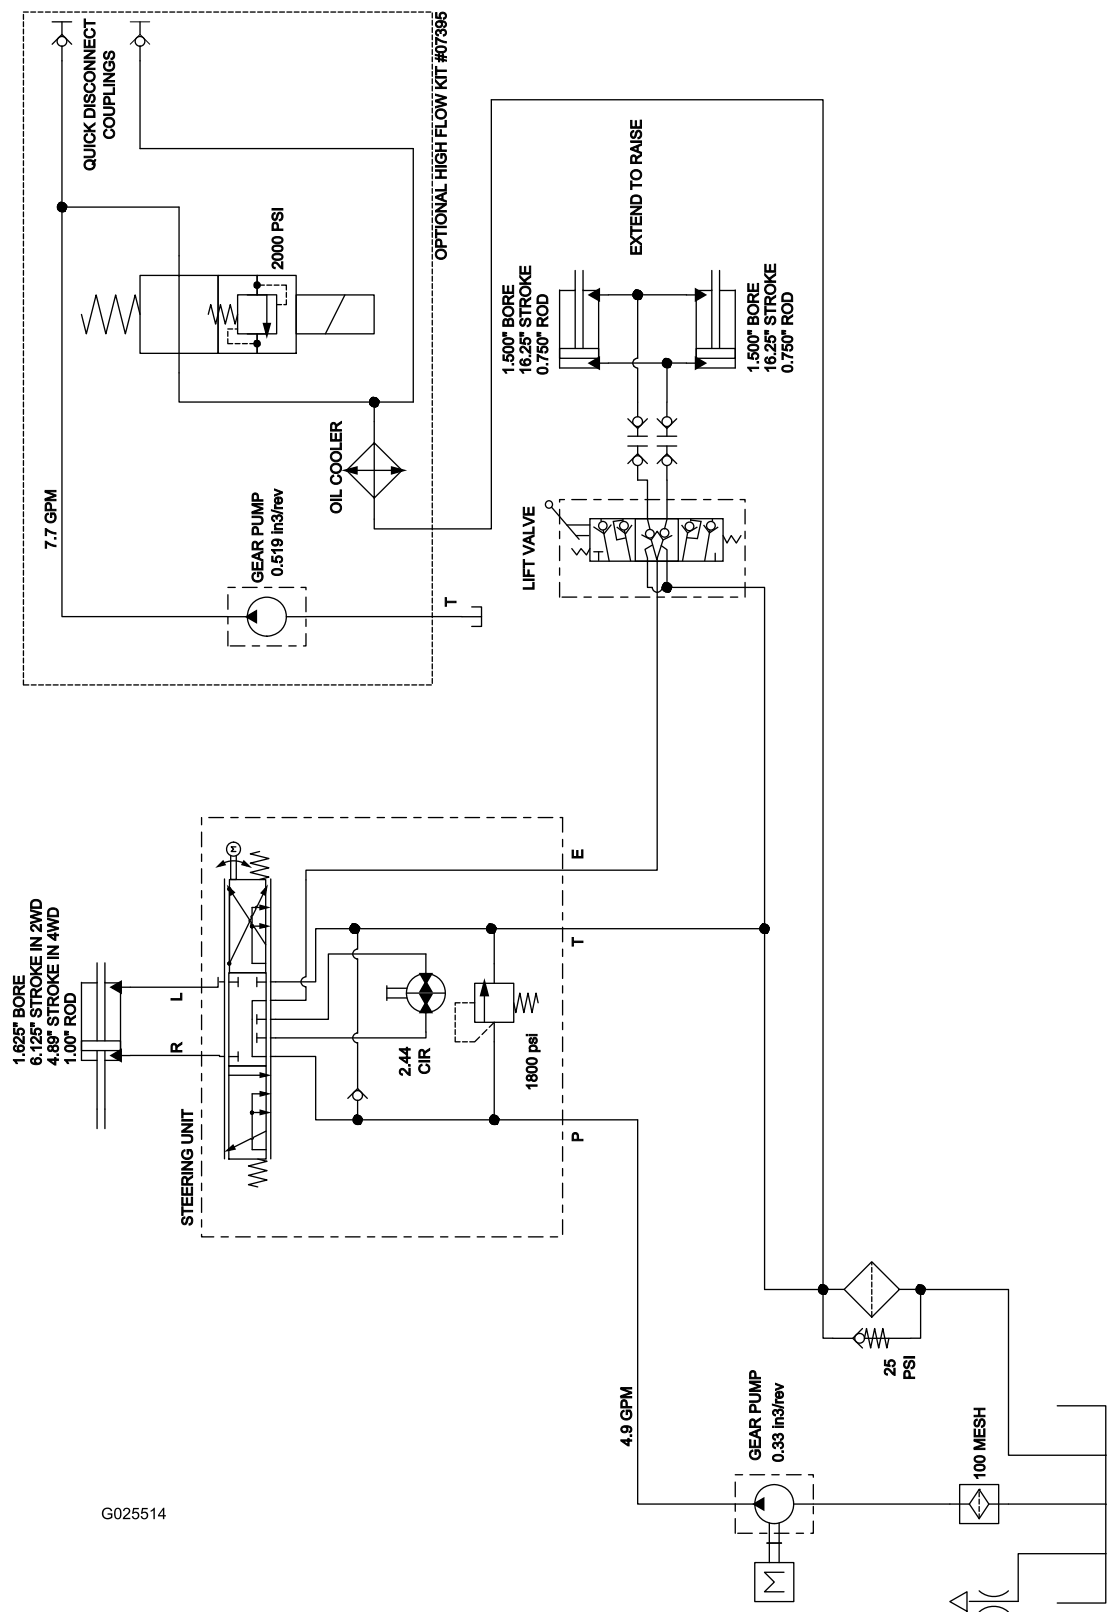 QUICK DISCONNECT
COUPLINGS
OPTIONAL HIGH FLOW KIT #07395
2000 PSI
7.7 GPM
OIL COOLER
GEAR PUMP
0.519 in3/rev
T
EXTEND TO RAISE
1.500" BORE
16.25" STROKE
0.750" ROD
1.500" BORE
16.25" STROKE
0.750" ROD
LIFT VALVE
1.625" BORE
6.125" STROKE IN 2WD
4.89" STROKE IN 4WD
1.00" ROD
L
R
M
STEERING UNIT
2.44
CIR
1800 psi
E
T
P
25
PSI
4.9 GPM
GEAR PUMP
0.33 in3/rev
M
100 MESH
G025514